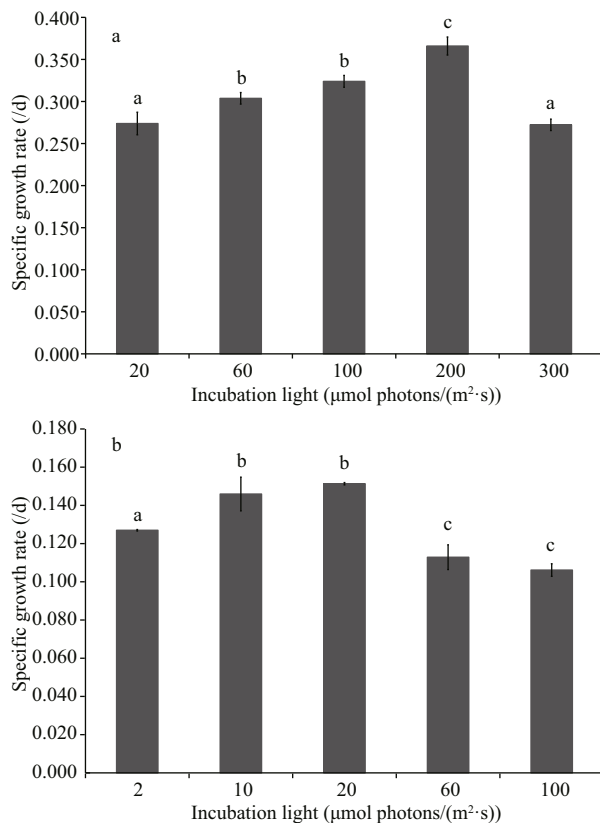 a
Specific growth rate (/d)
0.400
0.350
0.300
0.250
0.200
0.150
0.100
0.050
0.000
a
b
b
c
a
20 60 100 200 300
Incubation light (μmol photons/(m²·s))
b
Specific growth rate (/d)
0.180
0.160
0.140
0.120
0.100
0.080
0.060
0.040
0.020
0.000
a
b
b
c
c
2 10 20 60 100
Incubation light (μmol photons/(m²·s))